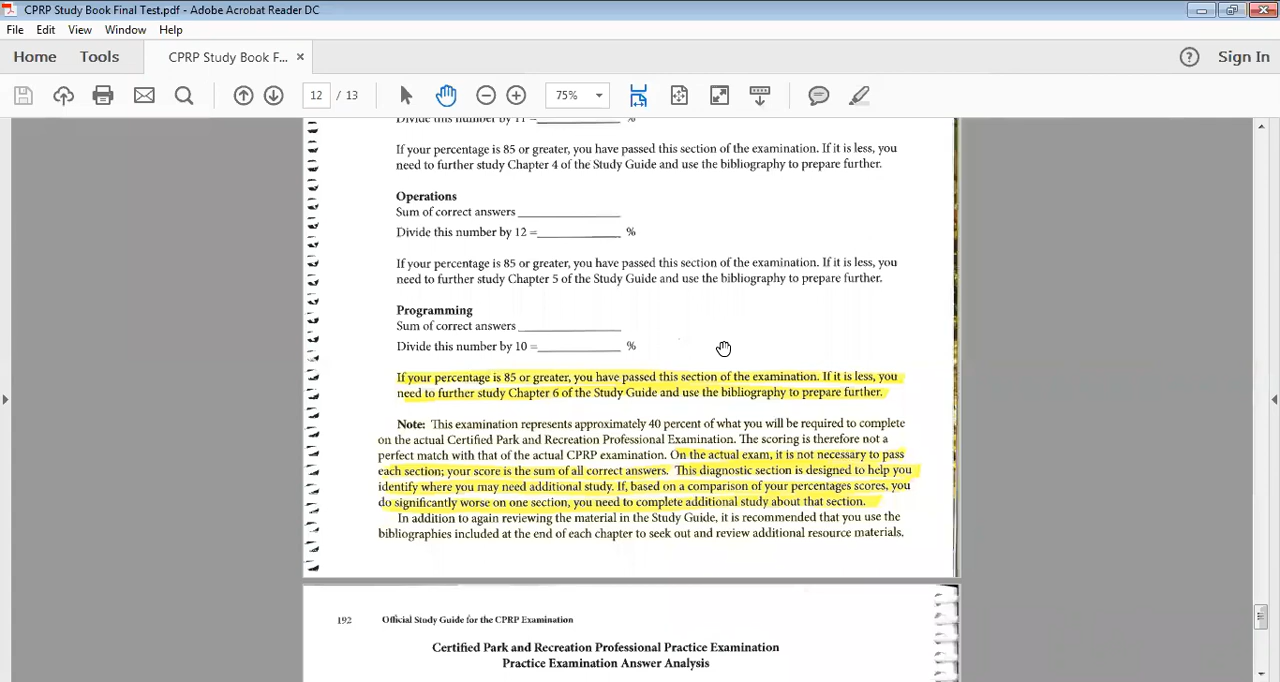 CPRP Study Book Final Test.pdf - Adobe Acrobat Reader DC
File Edit View Window Help
Home Tools CPRP Study Book F... × ? Sign In
12 / 13 75%
Divide this number by 11 =__________ %
If your percentage is 85 or greater, you have passed this section of the examination. If it is less, you
need to further study Chapter 4 of the Study Guide and use the bibliography to prepare further.
Operations
Sum of correct answers __________
Divide this number by 12 =__________ %
If your percentage is 85 or greater, you have passed this section of the examination. If it is less, you
need to further study Chapter 5 of the Study Guide and use the bibliography to prepare further.
Programming
Sum of correct answers __________
Divide this number by 10 =__________ %
If your percentage is 85 or greater, you have passed this section of the examination. If it is less, you
need to further study Chapter 6 of the Study Guide and use the bibliography to prepare further.
Note: This examination represents approximately 40 percent of what you will be required to complete
on the actual Certified Park and Recreation Professional Examination. The scoring is therefore not a
perfect match with that of the actual CPRP examination. On the actual exam, it is not necessary to pass
each section; your score is the sum of all correct answers. This diagnostic section is designed to help you
identify where you may need additional study. If, based on a comparison of your percentages scores, you
do significantly worse on one section, you need to complete additional study about that section.
In addition to again reviewing the material in the Study Guide, it is recommended that you use the
bibliographies included at the end of each chapter to seek out and review additional resource materials.
192 Official Study Guide for the CPRP Examination
Certified Park and Recreation Professional Practice Examination
Practice Examination Answer Analysis